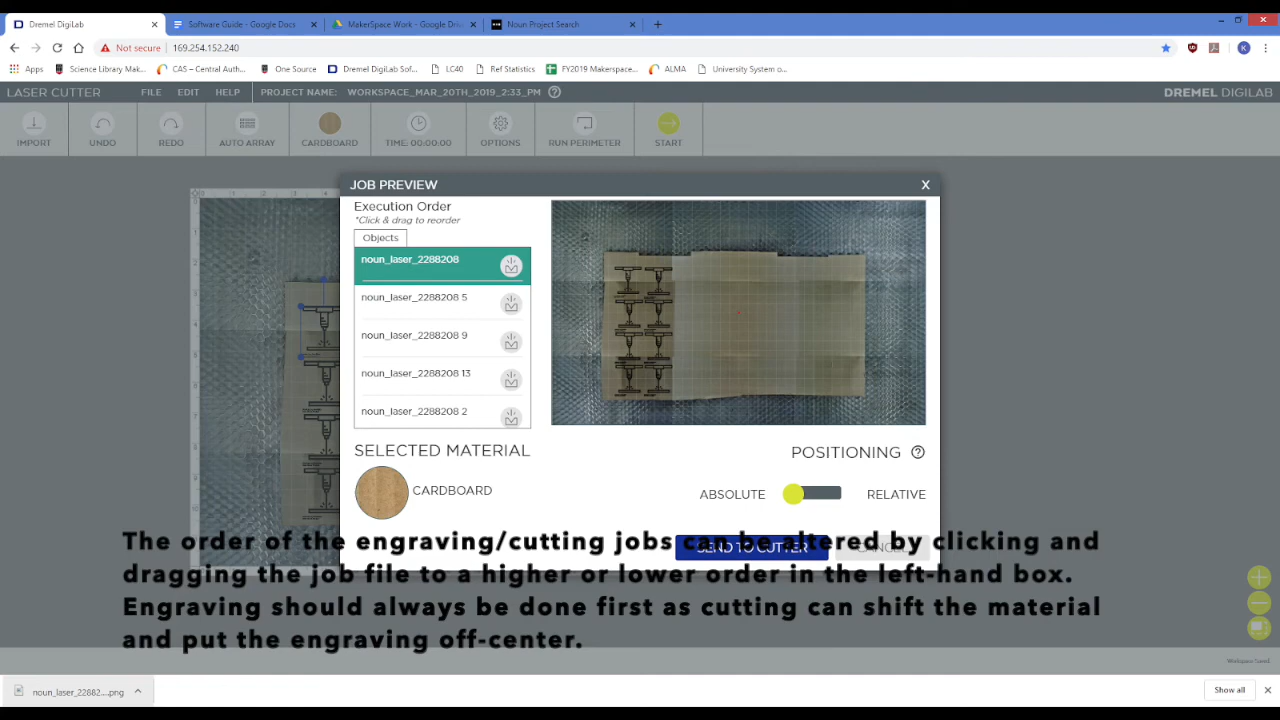 Dremel DigiLab
Software Guide - Google Docs
MakerSpace Work - Google Driv
Noun Project Search
Not secure
169.254.152.240
Apps
Science Library Mak...
CAS – Central Auth...
One Source
Dremel DigiLab Sof...
LC40
Ref Statistics
FY2019 Makerspace...
ALMA
University System o...
LASER CUTTER
FILE
EDIT
HELP
PROJECT NAME:
WORKSPACE_MAR_20TH_2019_2:33_PM
DREMEL DIGILAB
IMPORT
UNDO
REDO
AUTO ARRAY
CARDBOARD
TIME: 00:00:00
OPTIONS
RUN PERIMETER
START
JOB PREVIEW
X
Execution Order
*Click & drag to reorder
Objects
noun_laser_2288208
noun_laser_2288208 5
noun_laser_2288208 9
noun_laser_2288208 13
noun_laser_2288208 2
SELECTED MATERIAL
CARDBOARD
POSITIONING
ABSOLUTE
RELATIVE
SEND TO CUTTER
CANCEL
The order of the engraving/cutting jobs can be altered by clicking and
dragging the job file to a higher or lower order in the left-hand box.
Engraving should always be done first as cutting can shift the material
and put the engraving off-center.
Workspace Saved.
noun_laser_22882....png
Show all